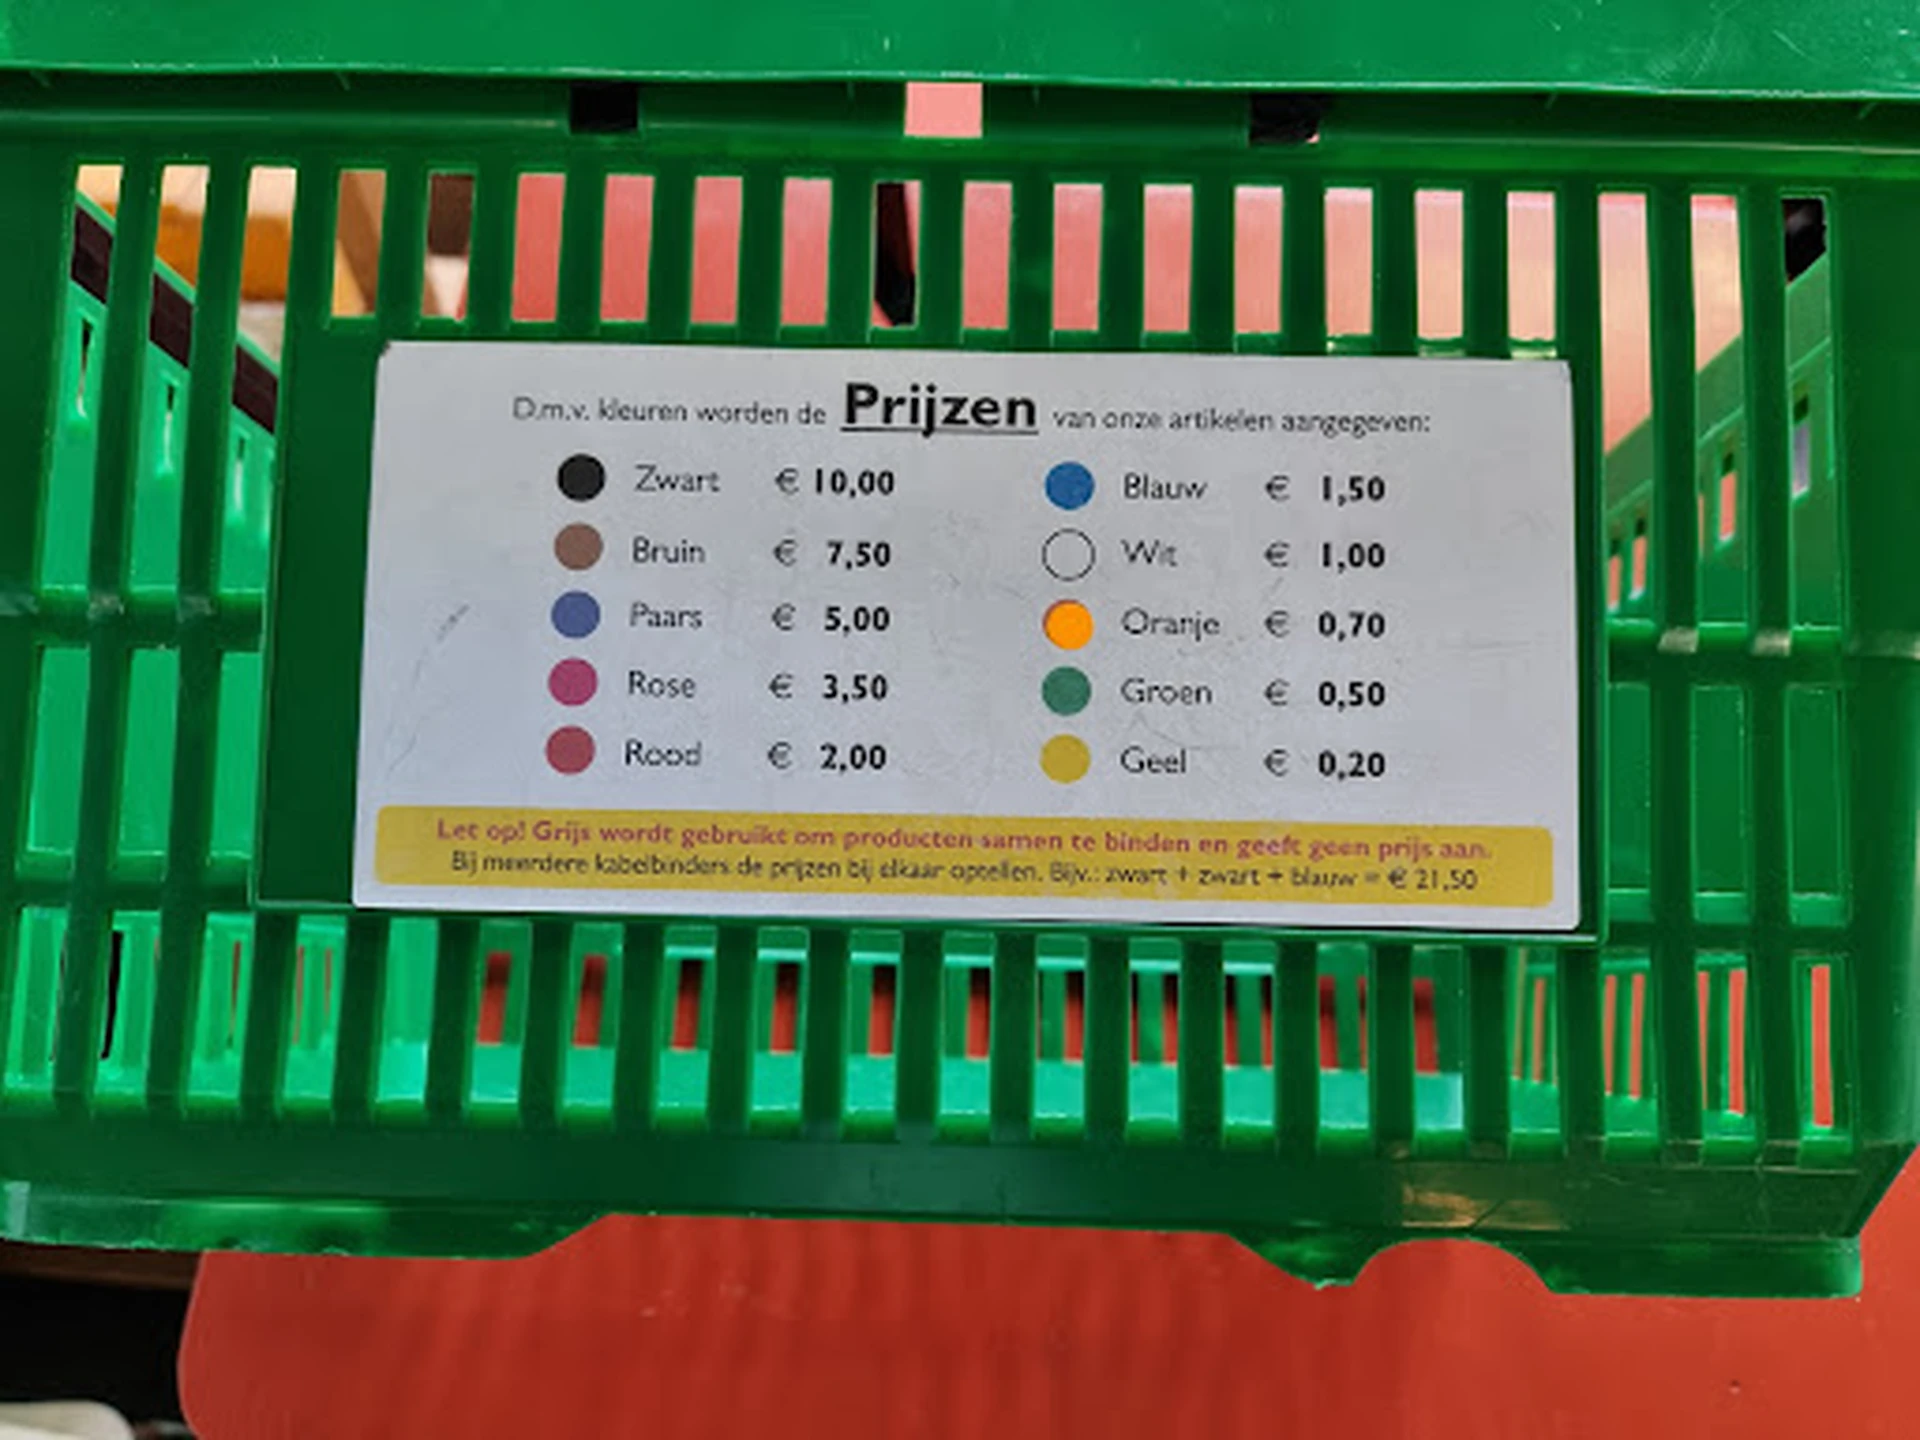 D.m.v. kleuren worden de Prijzen van onze artikelen aangegeven:
Zwart € 10,00
Bruin € 7,50
Paars € 5,00
Rose € 3,50
Rood € 2,00
Blauw € 1,50
Wit € 1,00
Oranje € 0,70
Groen € 0,50
Geel € 0,20
Let op! Grijs wordt gebruikt om producten samen te binden en geeft geen prijs aan.
Bij meerdere kabelbinders de prijzen bij elkaar optellen. Bijv.: zwart + zwart + blauw = € 21,50